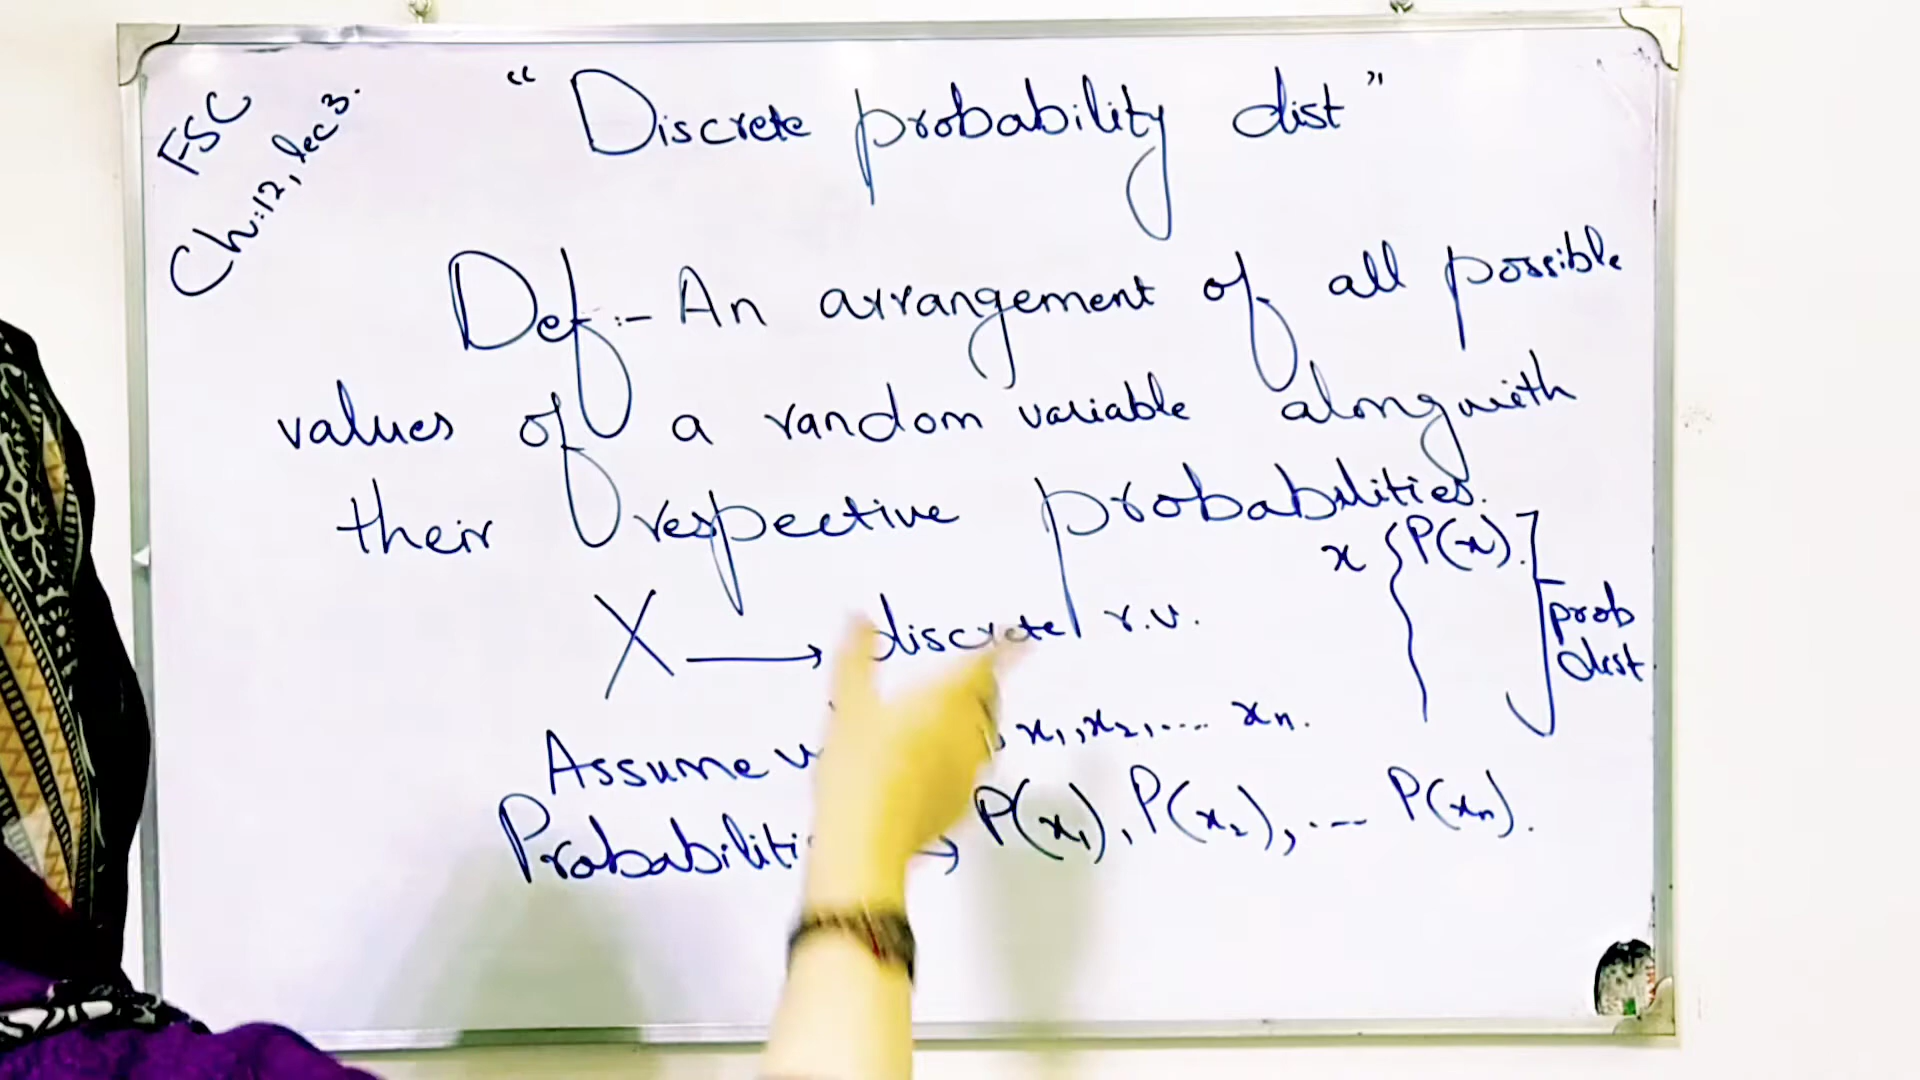 FSC
Ch:12, lec 3.
"Discrete probability dist"
Def:- An arrangement of all possible
values of a random variable alongwith
their respective probabilities.
x { P(x). ]
prob
dist
X → discrete r.v.
Assume x₁, x₂, .... xₙ.
→ P(x₁), P(x₂), .... P(xₙ).